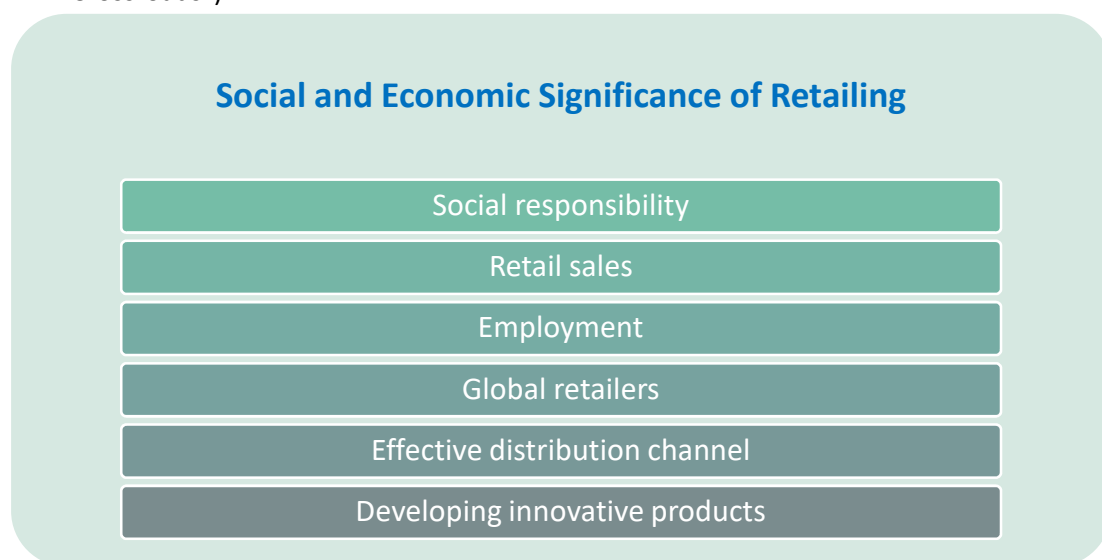 Social and Economic Significance of Retailing
Social responsibility
Retail sales
Employment
Global retailers
Effective distribution channel
Developing innovative products